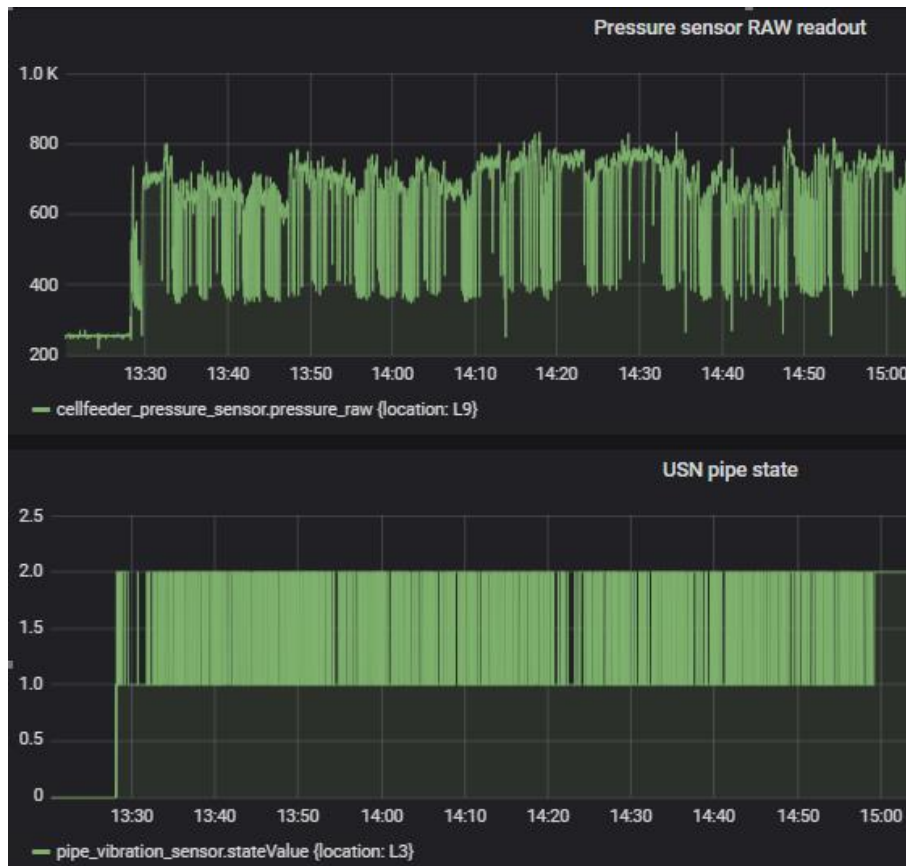 Pressure sensor RAW readout
1.0 K
800
600
400
200
13:30 13:40 13:50 14:00 14:10 14:20 14:30 14:40 14:50 15:00
cellfeeder_pressure_sensor.pressure_raw {location: L9}
USN pipe state
2.5
2.0
1.5
1.0
0.5
0
13:30 13:40 13:50 14:00 14:10 14:20 14:30 14:40 14:50 15:00
pipe_vibration_sensor.stateValue {location: L3}